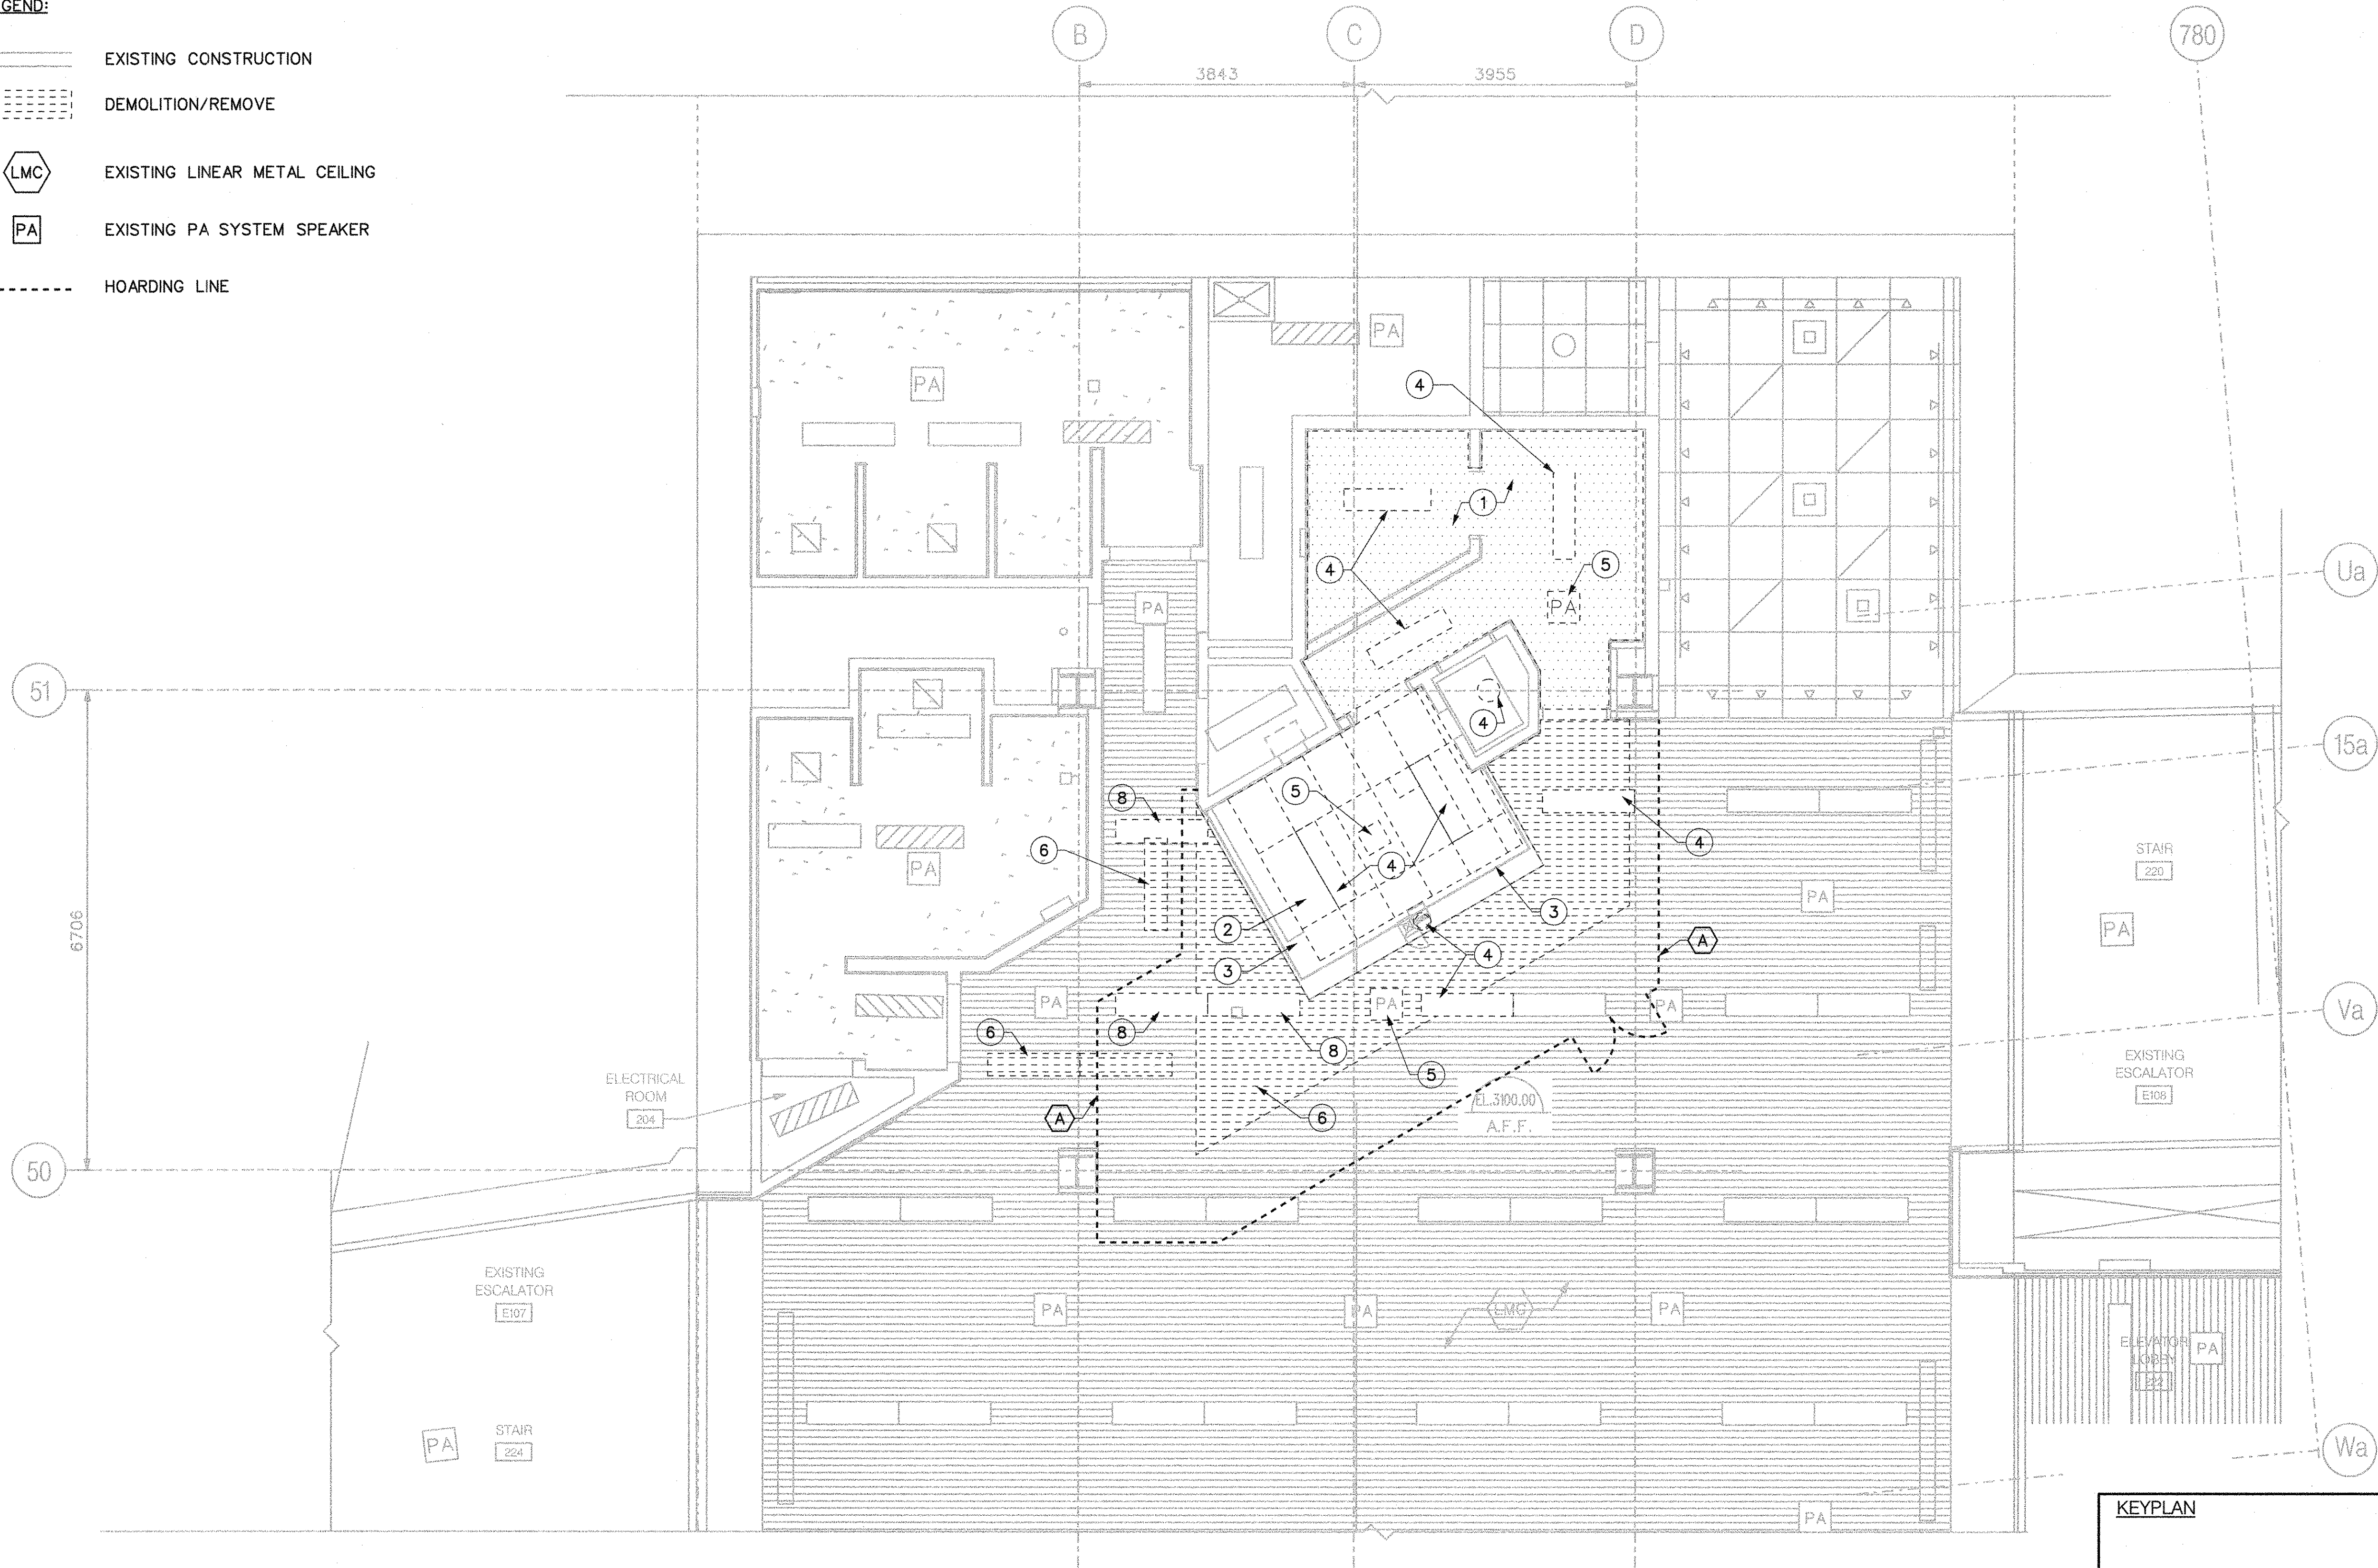 GEND:
EXISTING CONSTRUCTION
DEMOLITION/REMOVE
LMC
EXISTING LINEAR METAL CEILING
PA
EXISTING PA SYSTEM SPEAKER
HOARDING LINE
B
C
D
780
3843
3955
PA
PA
4
1
4
5
PA
PA
Ua
51
4
15a
8
5
4
6
4
STAIR
220
PA
PA
PA
2
3
A
3
4
PA
PA
PA
Va
8
6
8
5
6706
ELECTRICAL
ROOM
204
A
6
EL.3100.00
A.F.F.
EXISTING
ESCALATOR
E108
50
EXISTING
ESCALATOR
E107
PA
PA
LMC
PA
ELEVATOR
LOBBY
222
PA
STAIR
224
PA
Wa
PA
KEYPLAN